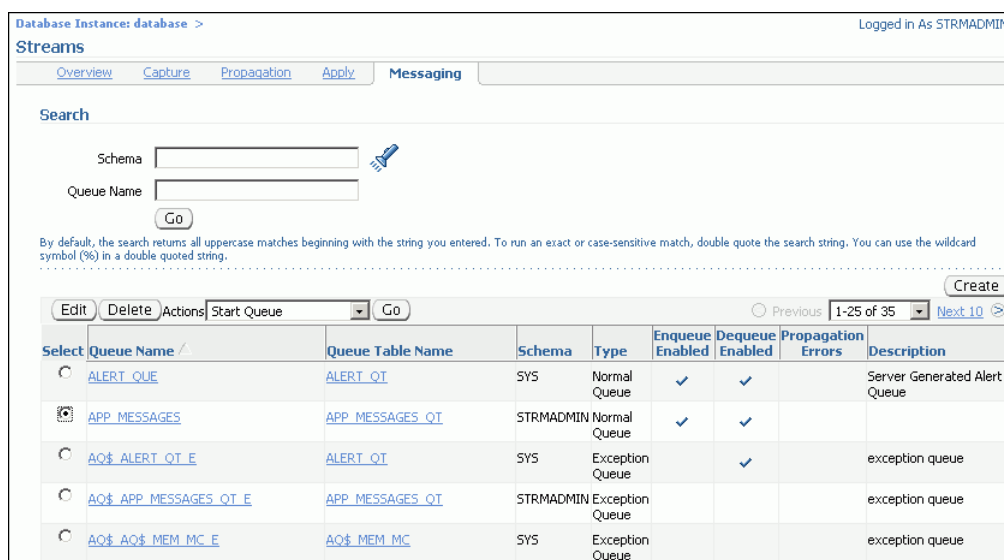 Database Instance: database >
Logged in As STRMADMIN
Streams
Overview Capture Propagation Apply Messaging
Search
Schema
Queue Name
Go
By default, the search returns all uppercase matches beginning with the string you entered. To run an exact or case-sensitive match, double quote the search string. You can use the wildcard
symbol (%) in a double quoted string.
Create
Edit Delete Actions Start Queue Go Previous 1-25 of 35 Next 10
Select Queue Name Queue Table Name Schema Type Enqueue Enabled Dequeue Enabled Propagation Errors Description
ALERT_QUE ALERT_QT SYS Normal Queue Server Generated Alert Queue
APP_MESSAGES APP_MESSAGES_QT STRMADMIN Normal Queue
AQ$_ALERT_QT_E ALERT_QT SYS Exception Queue exception queue
AQ$_APP_MESSAGES_QT_E APP_MESSAGES_QT STRMADMIN Exception Queue exception queue
AQ$_AQ$_MEM_MC_E AQ$_MEM_MC SYS Exception Queue exception queue